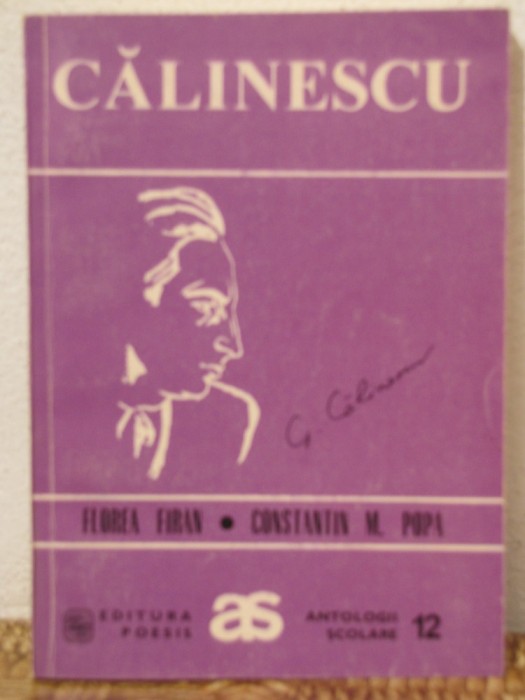 CĂLINESCU
G. Călinescu
FLOREA FIRAN • CONSTANTIN M. POPA
EDITURA
POESIS
as
ANTOLOGII
ȘCOLARE
12